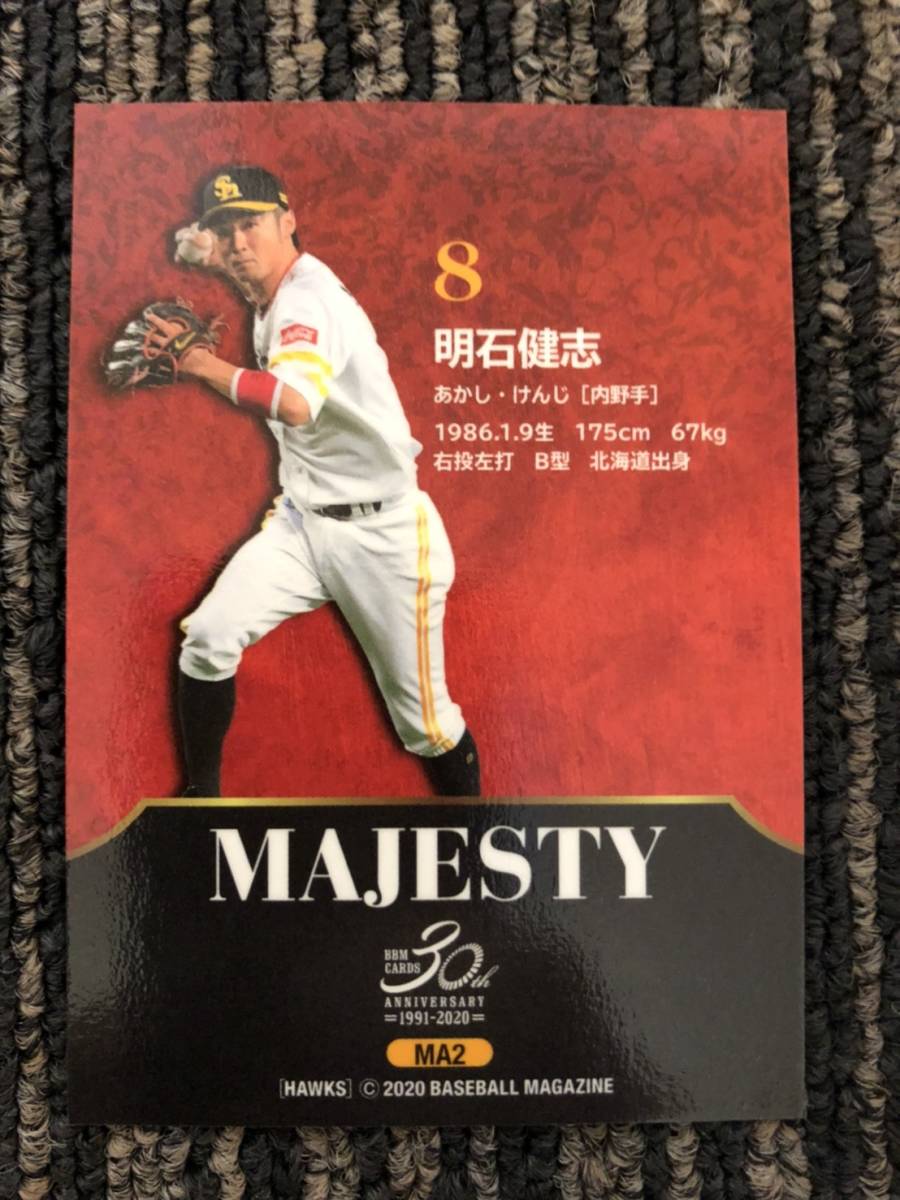 SH
8
明石健志
あかし・けんじ［内野手］
1986.1.9生 175cm 67kg
右投左打 B型 北海道出身
MAJESTY
BBM
CARDS
30th
ANNIVERSARY
=1991-2020=
MA2
[HAWKS] © 2020 BASEBALL MAGAZINE